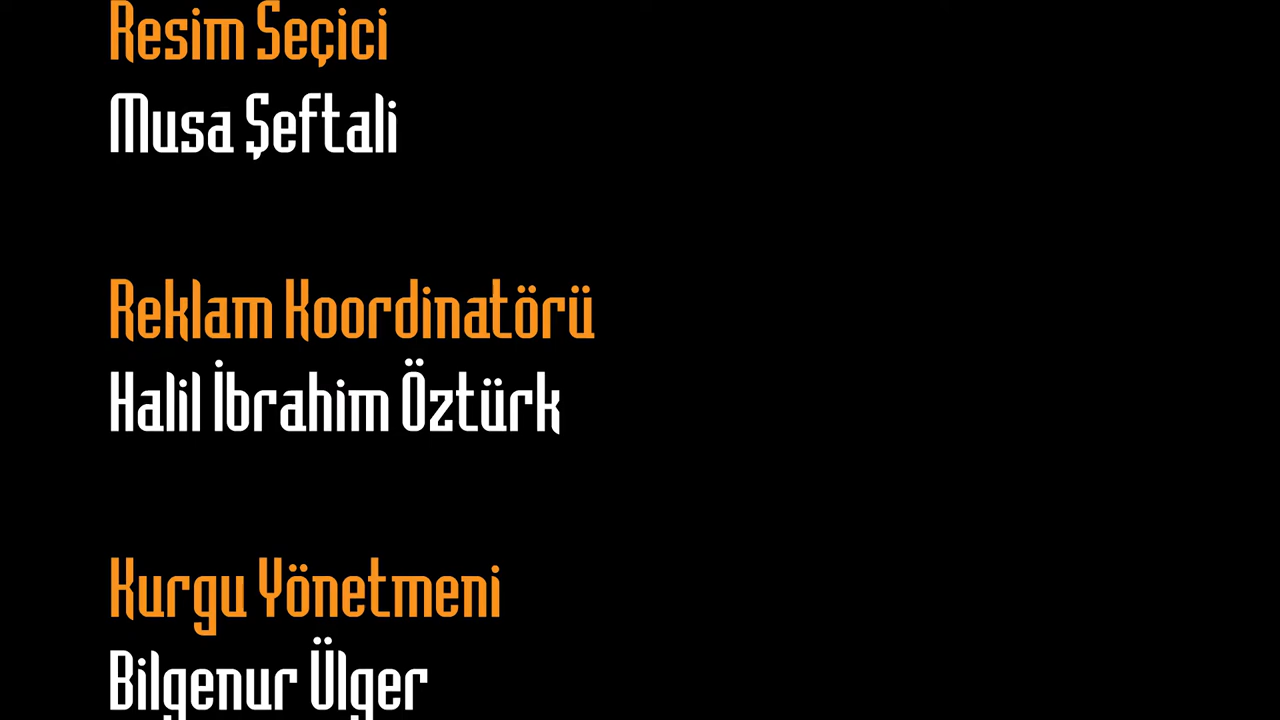 Resim Seçici
Musa Şeftali
Reklam Koordinatörü
Halil İbrahim Öztürk
Kurgu Yönetmeni
Bilgenur Ülger